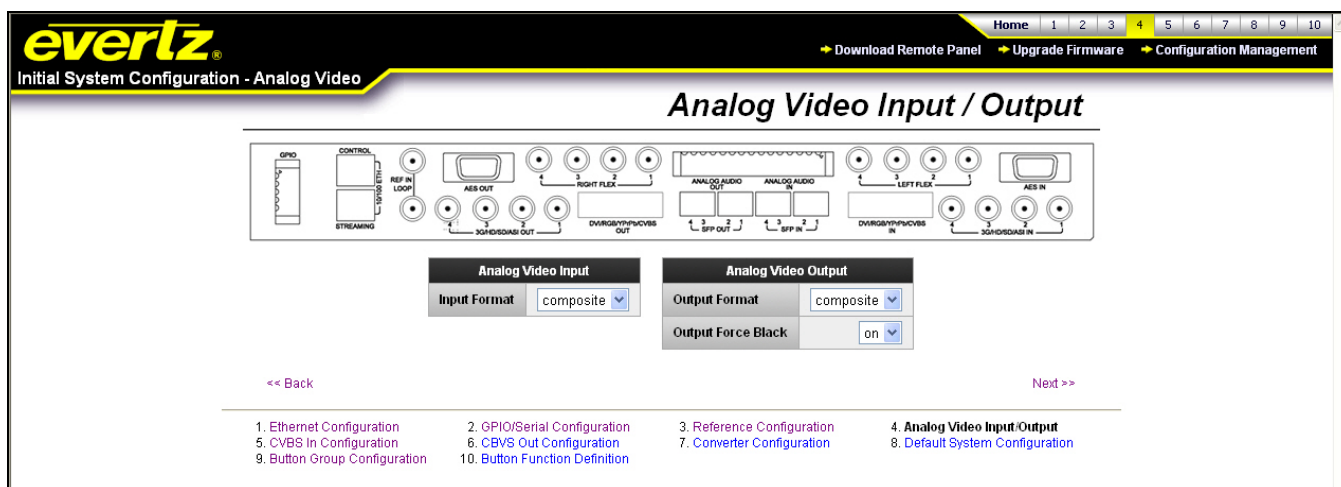 Home 1 2 3 4 5 6 7 8 9 10
evertz®
Download Remote Panel Upgrade Firmware Configuration Management
Initial System Configuration - Analog Video
Analog Video Input / Output
GPIO
CONTROL
10/100 ETH
STREAMING
REF IN
LOOP
AES OUT
4 3 2 1
RIGHT FLEX
ANALOG AUDIO
OUT
ANALOG AUDIO
IN
4 3 2 1
LEFT FLEX
AES IN
4 3 2 1
3G/HD/SD/ASI OUT
DVI/RGB/YPrPb/CVBS
OUT
4 3 2 1
SFP OUT
4 3 2 1
SFP IN
DVI/RGB/YPrPb/CVBS
IN
4 3 2 1
3G/HD/SD/ASI IN
Analog Video Input
Input Format composite
Analog Video Output
Output Format composite
Output Force Black on
<< Back
Next >>
1. Ethernet Configuration 2. GPIO/Serial Configuration 3. Reference Configuration 4. Analog Video Input/Output
5. CVBS In Configuration 6. CBVS Out Configuration 7. Converter Configuration 8. Default System Configuration
9. Button Group Configuration 10. Button Function Definition